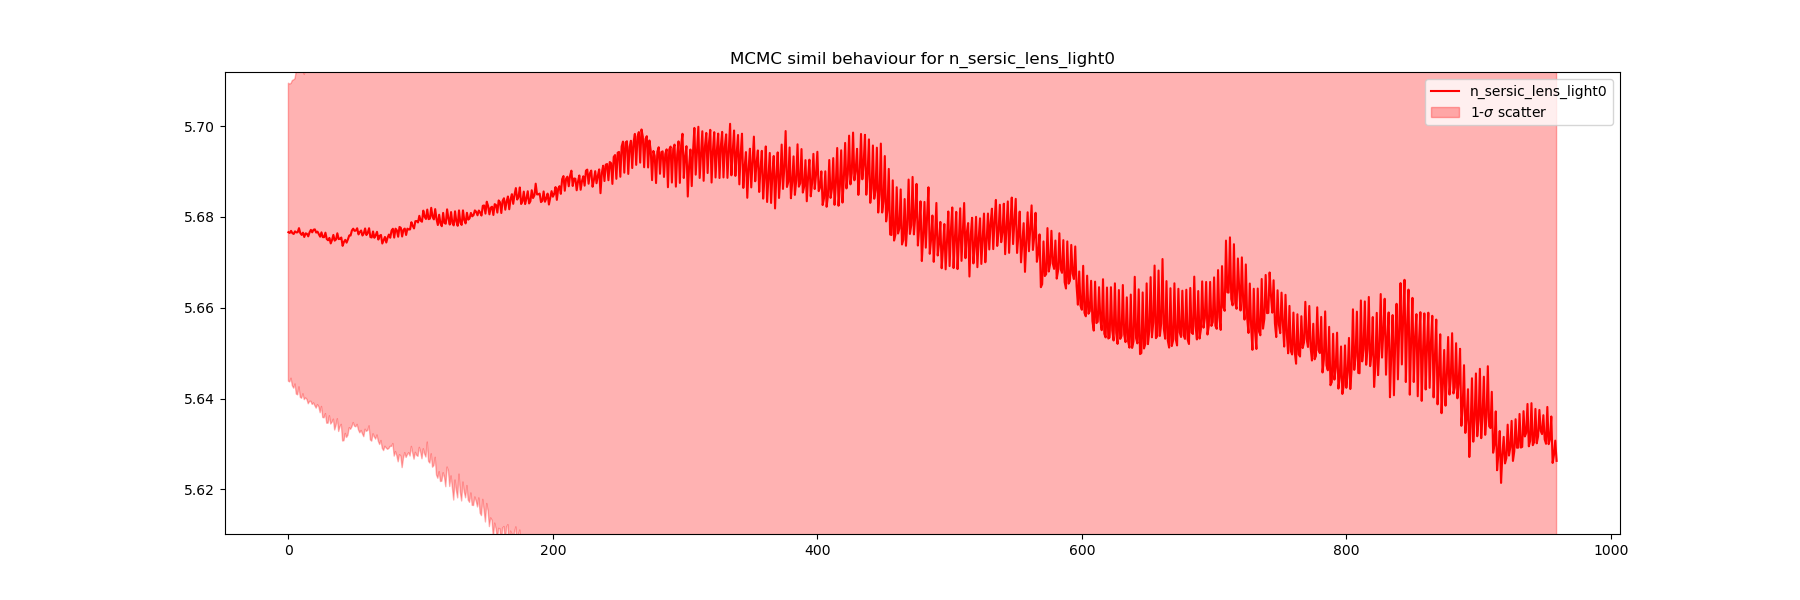 MCMC simil behaviour for n_sersic_lens_light0
n_sersic_lens_light0
1-σ scatter
5.70
5.68
5.66
5.64
5.62
0 200 400 600 800 1000